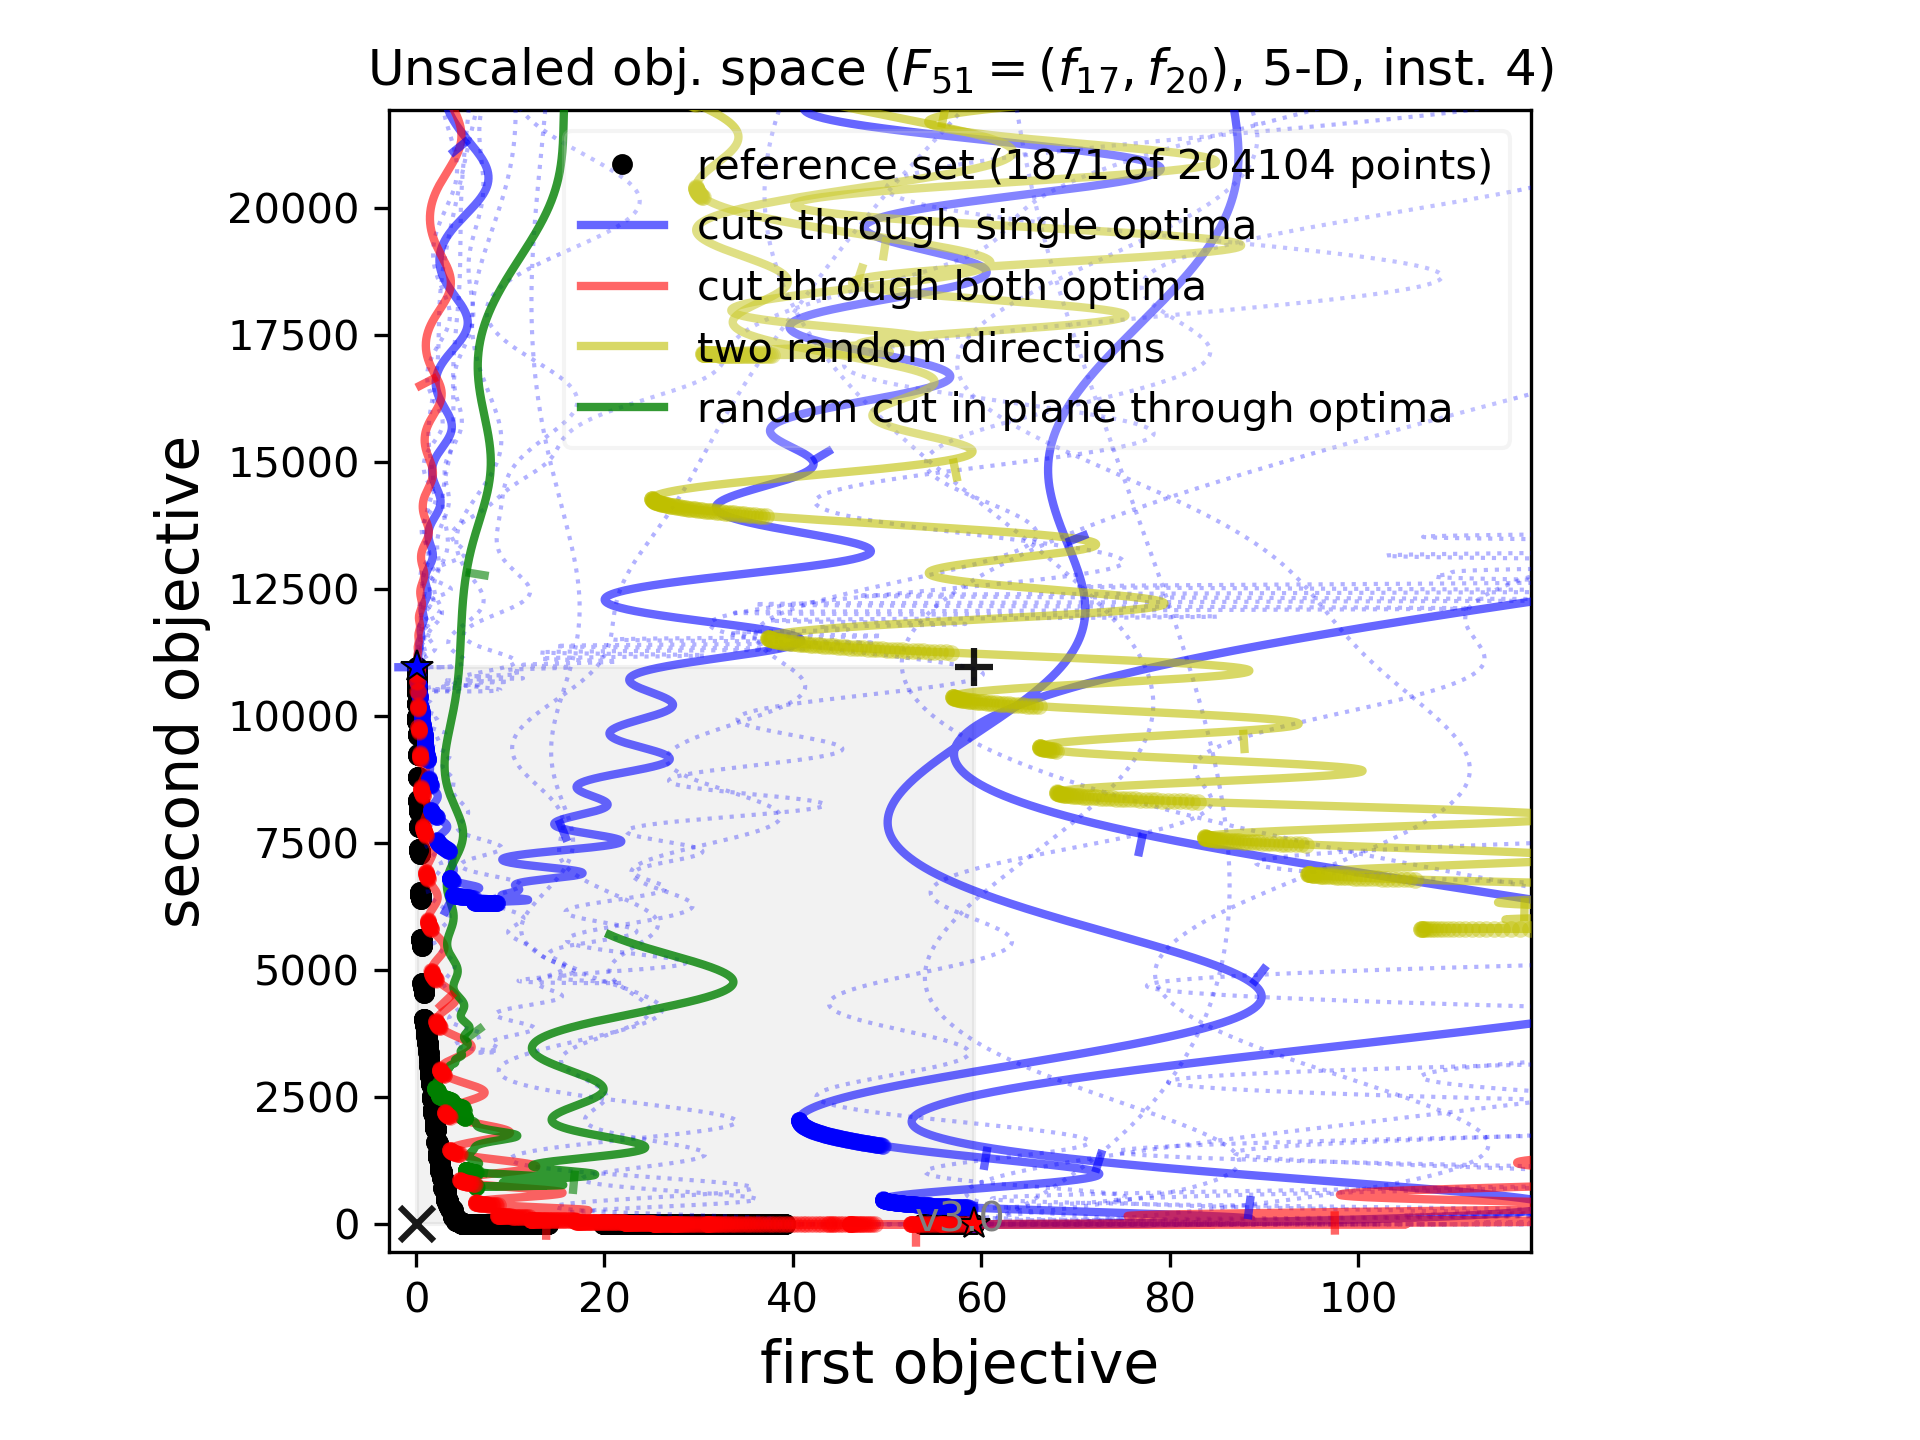 Unscaled obj. space (F51 = (f17, f20), 5-D, inst. 4)
reference set (1871 of 204104 points)
cuts through single optima
cut through both optima
two random directions
random cut in plane through optima
20000
17500
15000
12500
10000
7500
5000
2500
0
second objective
v3.0
0 20 40 60 80 100
first objective